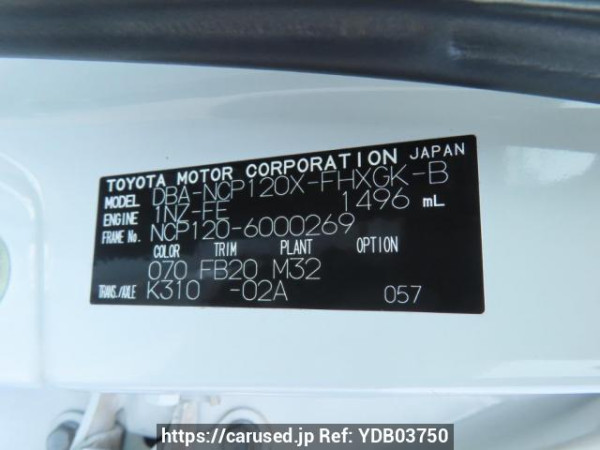 TOYOTA MOTOR CORPORATION JAPAN
MODEL DBA-NCP120X-FHXGK-B
ENGINE 1NZ-FE 1496 mL
FRAME No. NCP120-6000269
COLOR TRIM PLANT OPTION
070 FB20 M32
TRANS./AXLE K310 -02A 057
https://carused.jp Ref: YDB03750